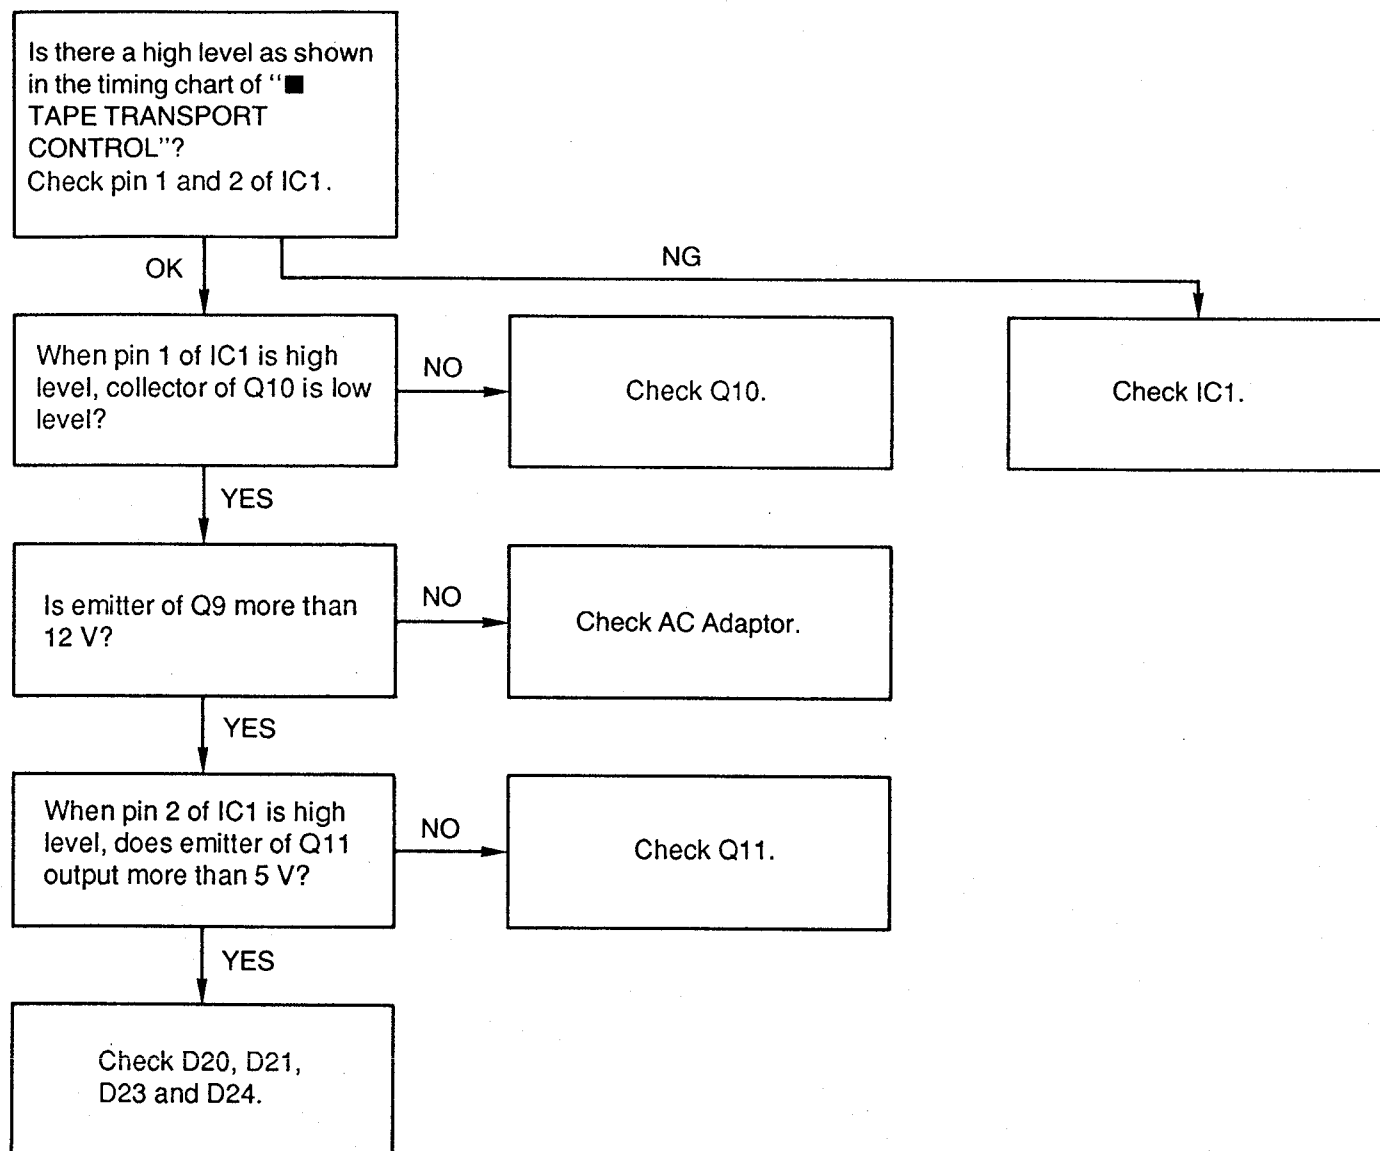 Is there a high level as shown
in the timing chart of “■
TAPE TRANSPORT
CONTROL”?
Check pin 1 and 2 of IC1.
OK
NG
When pin 1 of IC1 is high
level, collector of Q10 is low
level?
NO
Check Q10.
Check IC1.
YES
Is emitter of Q9 more than
12 V?
NO
Check AC Adaptor.
YES
When pin 2 of IC1 is high
level, does emitter of Q11
output more than 5 V?
NO
Check Q11.
YES
Check D20, D21,
D23 and D24.